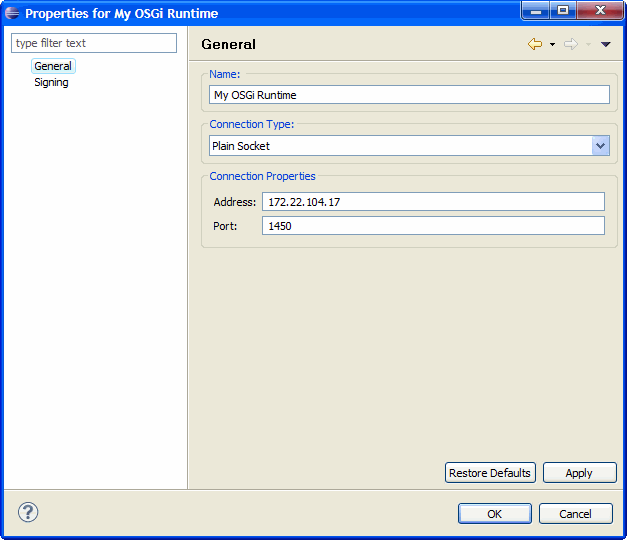 Properties for My OSGi Runtime
type filter text
General
Signing
General
Name:
My OSGi Runtime
Connection Type:
Plain Socket
Connection Properties
Address: 172.22.104.17
Port: 1450
Restore Defaults Apply
? OK Cancel